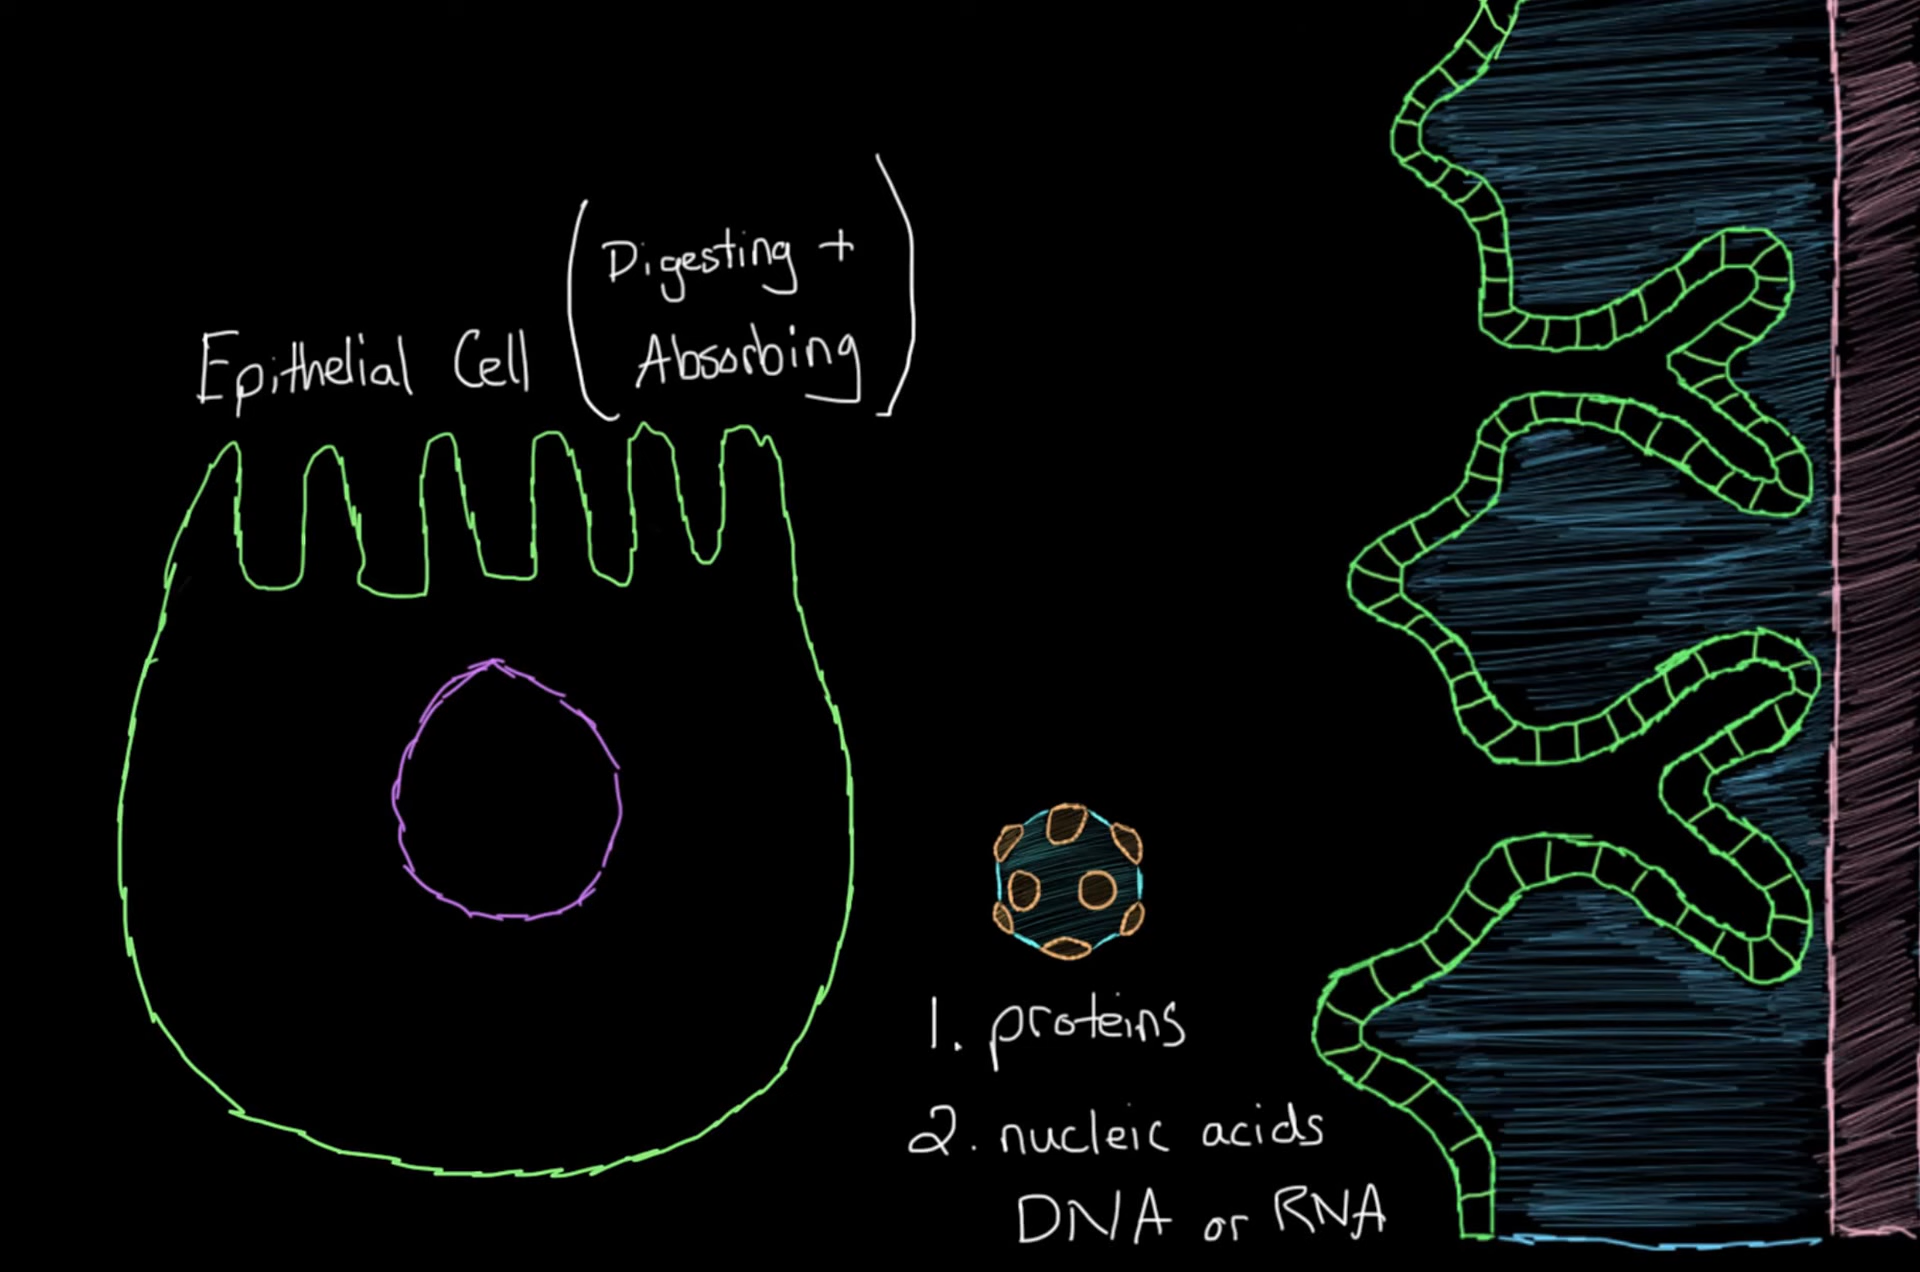 Digesting +
Absorbing
Epithelial Cell
1. proteins
2. nucleic acids
DNA or RNA